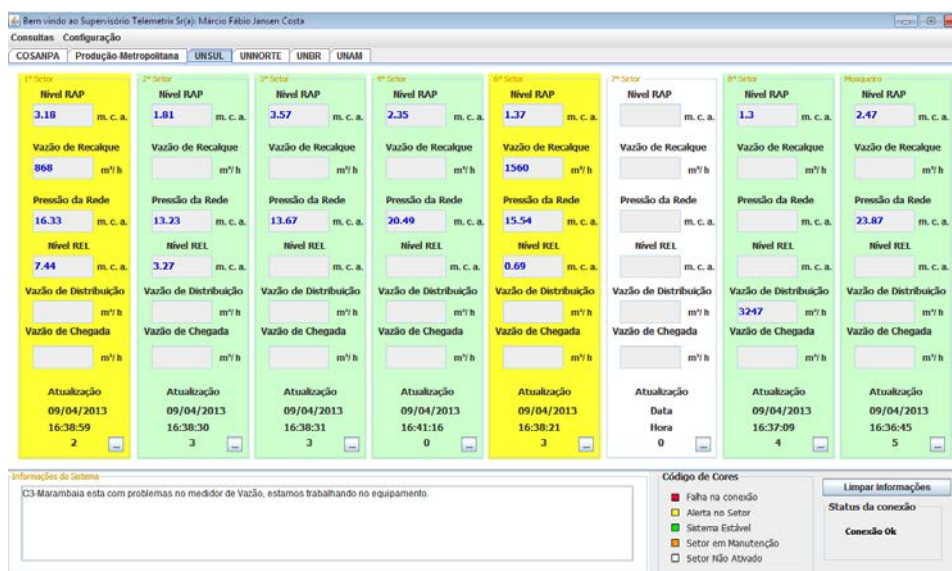 Bem vindo ao Supervisório Telemetrix Sr(a): Márcio Fábio Jansen Costa
Consultas Configuração
COSANPA Produção-Metropolitana UNSUL UNNORTE UNBR UNAM
1º Setor
Nível RAP
3.18 m. c. a.
Vazão de Recalque
868 m³/ h
Pressão da Rede
16.33 m. c. a.
Nível REL
7.44 m. c. a.
Vazão de Distribuição
m³/ h
Vazão de Chegada
m³/ h
Atualização
09/04/2013
16:38:59
2 ...
2º Setor
Nível RAP
1.81 m. c. a.
Vazão de Recalque
m³/ h
Pressão da Rede
13.23 m. c. a.
Nível REL
3.27 m. c. a.
Vazão de Distribuição
m³/ h
Vazão de Chegada
m³/ h
Atualização
09/04/2013
16:38:30
3 ...
3º Setor
Nível RAP
3.57 m. c. a.
Vazão de Recalque
m³/ h
Pressão da Rede
13.67 m. c. a.
Nível REL
m. c. a.
Vazão de Distribuição
m³/ h
Vazão de Chegada
m³/ h
Atualização
09/04/2013
16:38:31
3 ...
4º Setor
Nível RAP
2.35 m. c. a.
Vazão de Recalque
m³/ h
Pressão da Rede
20.49 m. c. a.
Nível REL
m. c. a.
Vazão de Distribuição
m³/ h
Vazão de Chegada
m³/ h
Atualização
09/04/2013
16:41:16
0 ...
6º Setor
Nível RAP
1.37 m. c. a.
Vazão de Recalque
1560 m³/ h
Pressão da Rede
15.54 m. c. a.
Nível REL
0.69 m. c. a.
Vazão de Distribuição
m³/ h
Vazão de Chegada
m³/ h
Atualização
09/04/2013
16:38:21
3 ...
7º Setor
Nível RAP
m. c. a.
Vazão de Recalque
m³/ h
Pressão da Rede
m. c. a.
Nível REL
m. c. a.
Vazão de Distribuição
m³/ h
Vazão de Chegada
m³/ h
Atualização
Data
Hora
0 ...
8º Setor
Nível RAP
1.3 m. c. a.
Vazão de Recalque
m³/ h
Pressão da Rede
m. c. a.
Nível REL
m. c. a.
Vazão de Distribuição
3247 m³/ h
Vazão de Chegada
m³/ h
Atualização
09/04/2013
16:37:09
4 ...
Mosqueiro
Nível RAP
2.47 m. c. a.
Vazão de Recalque
m³/ h
Pressão da Rede
23.87 m. c. a.
Nível REL
m. c. a.
Vazão de Distribuição
m³/ h
Vazão de Chegada
m³/ h
Atualização
09/04/2013
16:36:45
5 ...
Informações do Sistema
C3-Marambaia esta com problemas no medidor de Vazão, estamos trabalhando no equipamento.
Código de Cores
Falha na conexão
Alerta no Setor
Sistema Estável
Setor em Manutenção
Setor Não Ativado
Limpar Informações
Status da conexão
Conexão Ok